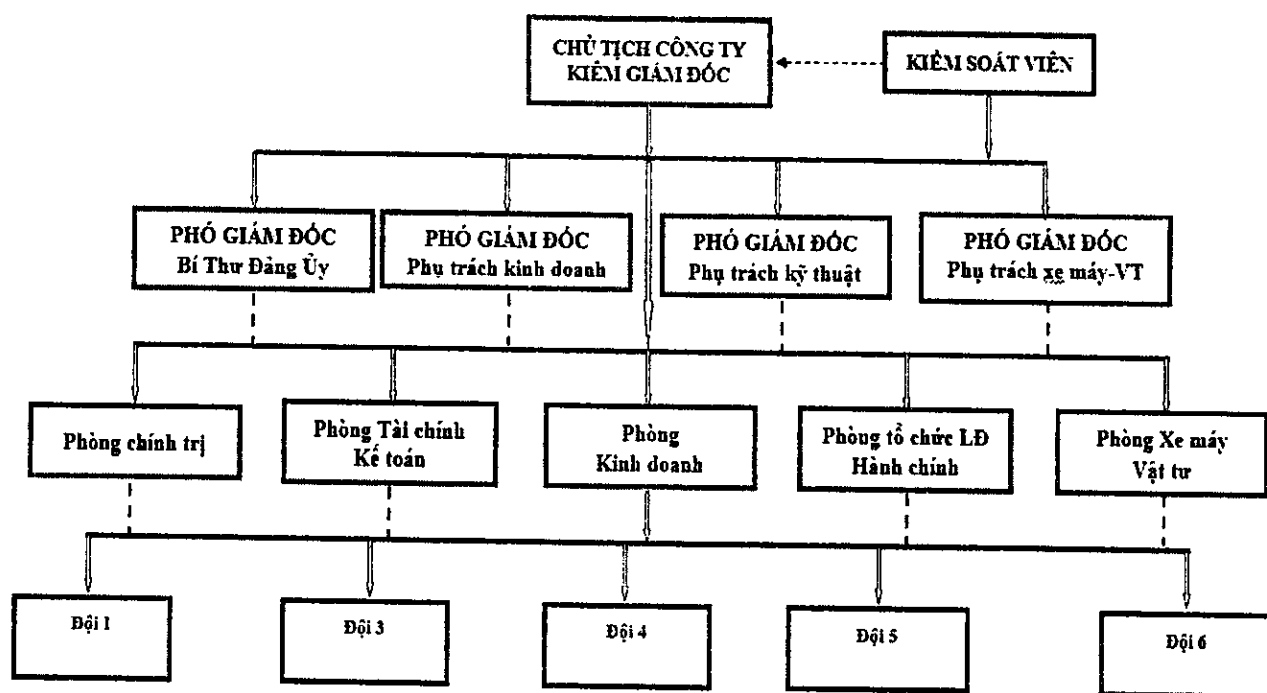 CHỦ TỊCH CÔNG TY
KIÊM GIÁM ĐỐC
KIỂM SOÁT VIÊN
PHÓ GIÁM ĐỐC
Bí Thư Đảng Ủy
PHÓ GIÁM ĐỐC
Phụ trách kinh doanh
PHÓ GIÁM ĐỐC
Phụ trách kỹ thuật
PHÓ GIÁM ĐỐC
Phụ trách xe máy-VT
Phòng chính trị
Phòng Tài chính
Kế toán
Phòng
Kinh doanh
Phòng tổ chức LĐ
Hành chính
Phòng Xe máy
Vật tư
Đội 1
Đội 3
Đội 4
Đội 5
Đội 6